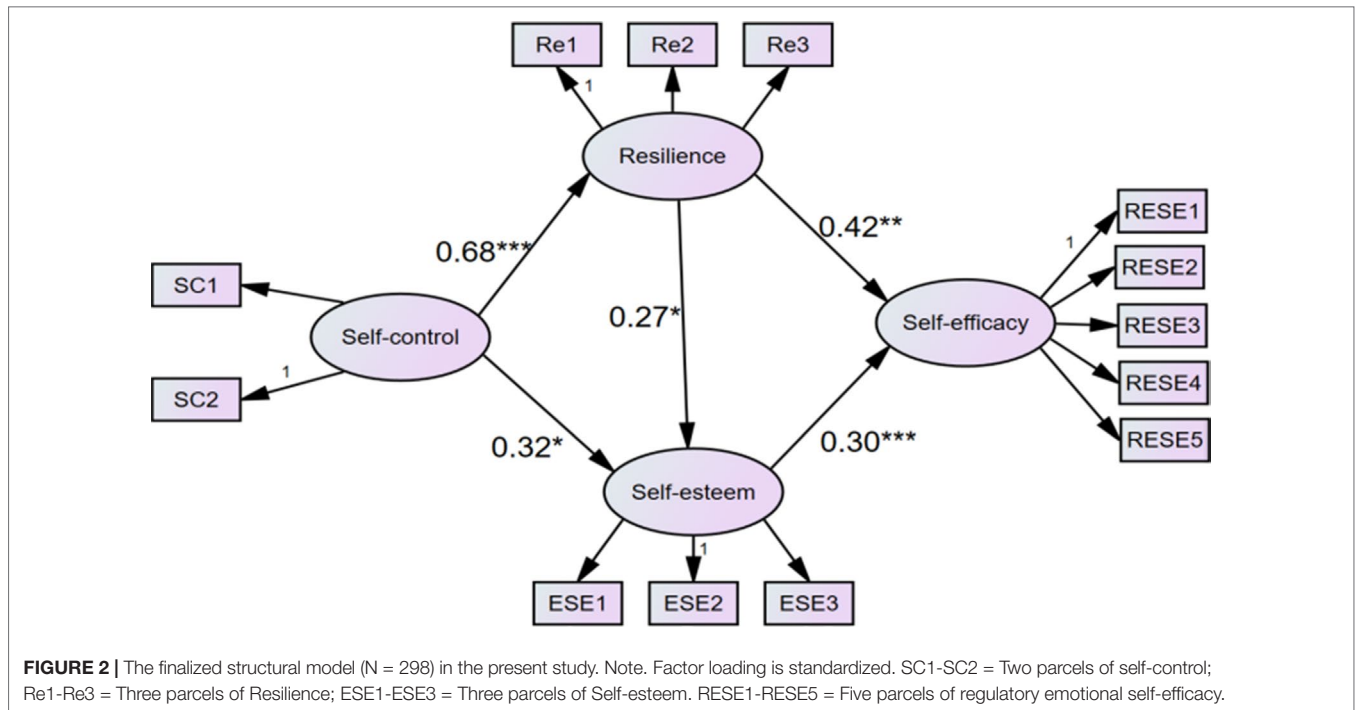 Re1 Re2 Re3
1
Resilience
0.68***
0.42**
RESE1
1
RESE2
SC1
0.27*
Self-control
Self-efficacy
RESE3
1
SC2
RESE4
0.32*
0.30***
RESE5
Self-esteem
1
ESE1 ESE2 ESE3
FIGURE 2 | The finalized structural model (N = 298) in the present study. Note. Factor loading is standardized. SC1-SC2 = Two parcels of self-control;
Re1-Re3 = Three parcels of Resilience; ESE1-ESE3 = Three parcels of Self-esteem. RESE1-RESE5 = Five parcels of regulatory emotional self-efficacy.